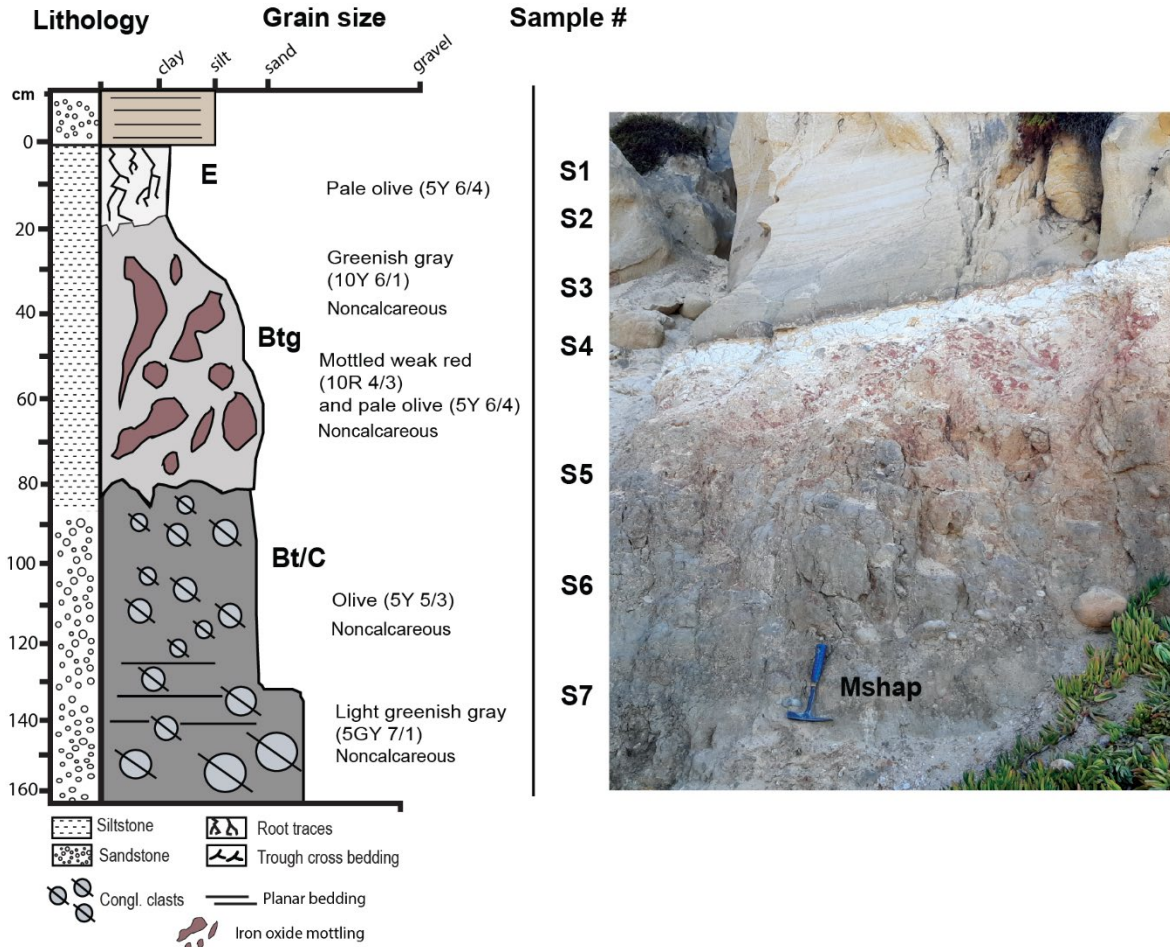 Lithology
Grain size
Sample #
clay
silt
sand
gravel
cm
0
E
Pale olive (5Y 6/4)
S1
20
S2
Greenish gray
(10Y 6/1)
Noncalcareous
S3
40
Btg
S4
Mottled weak red
(10R 4/3)
and pale olive (5Y 6/4)
Noncalcareous
60
80
S5
Bt/C
100
Olive (5Y 5/3)
Noncalcareous
S6
120
140
Light greenish gray
(5GY 7/1)
Noncalcareous
S7
Mshap
160
Siltstone
Root traces
Sandstone
Trough cross bedding
Congl. clasts
Planar bedding
Iron oxide mottling